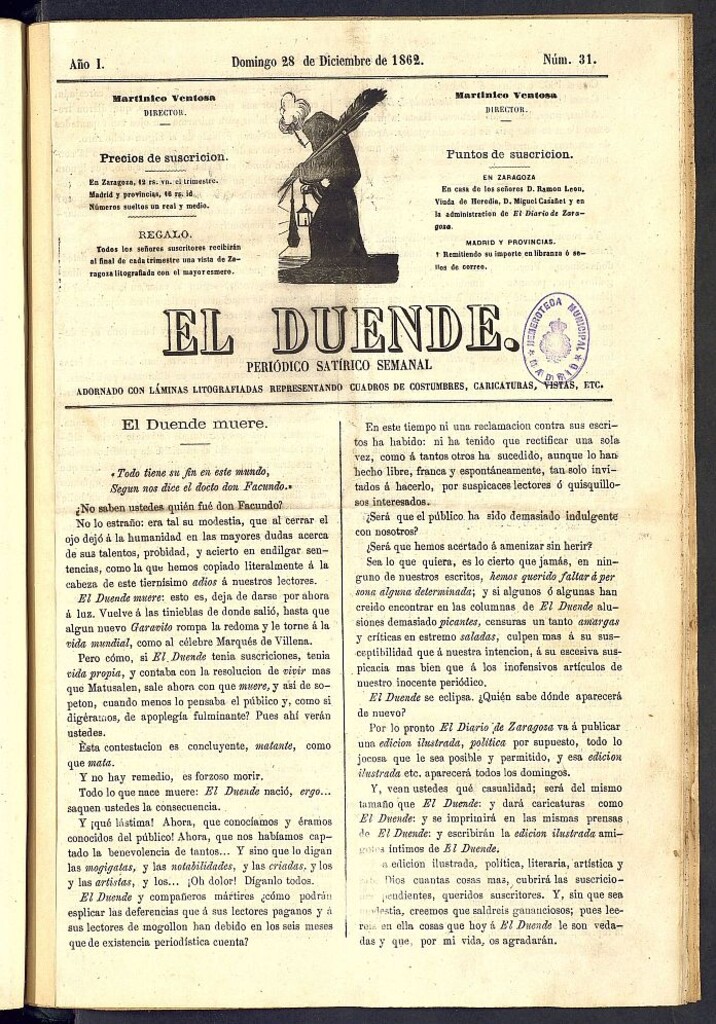 Año I.
Domingo 28 de Diciembre de 1862.
Núm. 31.
Martinico Ventosa
DIRECTOR.
Precios de suscricion.
En Zaragoza, 12 rs. vn. el trimestre.
Madrid y provincias, 16 rs. id
Números sueltos un real y medio.
REGALO.
Todos los señores suscritores recibirán
al final de cada trimestre una vista de Za-
ragoza litografiada con el mayor esmero.
Martinico Ventosa
DIRECTOR.
Puntos de suscricion.
EN ZARAGOZA
En casa de los señores D. Ramon Leon,
Viuda de Heredia, D. Miguel Casañet y en
la administracion de El Diario de Zara-
goza.
MADRID Y PROVINCIAS.
† Remitiendo su importe en libranza ó se-
llos de correo.
EL DUENDE.
HEMEROTECA MUNICIPAL
MADRID
PERIÓDICO SATÍRICO SEMANAL
ADORNADO CON LÁMINAS LITOGRAFIADAS REPRESENTANDO CUADROS DE COSTUMBRES, CARICATURAS, VISTAS, ETC.
El Duende muere.
«Todo tiene su fin en este mundo,
Segun nos dice el docto don Facundo.»
¿No saben ustedes quién fué don Facundo?
No lo estraño: era tal su modestia, que al cerrar el
ojo dejó á la humanidad en las mayores dudas acerca
de sus talentos, probidad, y acierto en endilgar sen-
tencias, como la que hemos copiado literalmente á la
cabeza de este tiernísimo adios á nuestros lectores.
El Duende muere: esto es, deja de darse por ahora
á luz. Vuelve á las tinieblas de donde salió, hasta que
algun nuevo Garavito rompa la redoma y le torne á la
vida mundial, como al célebre Marqués de Villena.
Pero cómo, si El Duende tenia suscriciones, tenia
vida propia, y contaba con la resolucion de vivir mas
que Matusalen, sale ahora con que muere, y asi de so-
peton, cuando menos lo pensaba el público y, como si
digéramos, de apoplegía fulminante? Pues ahí verán
ustedes.
Esta contestacion es concluyente, matante, como
que mata.
Y no hay remedio, es forzoso morir.
Todo lo que nace muere: El Duende nació, ergo...
saquen ustedes la consecuencia.
Y ¡qué lástima! Ahora, que conocíamos y éramos
conocidos del público! Ahora, que nos habíamos cap-
tado la benevolencia de tantos... Y sino que lo digan
las mogigatas, y las notabilidades, y las criadas, y los
y las artistas, y los... ¡Oh dolor! Díganlo todos.
El Duende y compañeros mártires ¿cómo podrán
esplicar las deferencias que á sus lectores paganos y á
sus lectores de mogollon han debido en los seis meses
que de existencia periodística cuenta?
En este tiempo ni una reclamacion contra sus escri-
tos ha habido: ni ha tenido que rectificar una sola
vez, como á tantos otros ha sucedido, aunque lo han
hecho libre, franca y espontáneamente, tan solo invi-
tados á hacerlo, por suspicaces lectores ó quisquillo-
sos interesados.
¿Será que el público ha sido demasiado indulgente
con nosotros?
¿Será que hemos acertado á amenizar sin herir?
Sea lo que quiera, es lo cierto que jamás, en nin-
guno de nuestros escritos, hemos querido faltar á per
sona alguna determinada; y si algunos ó algunas han
creido encontrar en las columnas de El Duende alu-
siones demasiado picantes, censuras un tanto amargas
y críticas en estremo saladas, culpen mas á su sus-
ceptibilidad que á nuestra intencion, á su escesiva sus-
picacia mas bien que á los inofensivos artículos de
nuestro inocente periódico.
El Duende se eclipsa. ¿Quién sabe dónde aparecerá
de nuevo?
Por lo pronto El Diario de Zaragoza va á publicar
una edicion ilustrada, política por supuesto, todo lo
jocosa que le sea posible y permitido, y esa edicion
ilustrada etc. aparecerá todos los domingos.
Y, vean ustedes qué casualidad; será del mismo
tamaño que El Duende: y dará caricaturas como
El Duende: y se imprimirá en las mismas prensas
de El Duende: y escribirán la edicion ilustrada ami-
gos íntimos de El Duende.
a edicion ilustrada, política, literaria, artística y
Dios cuantas cosas mas, cubrirá las suscricio-
pendientes, queridos suscritores. Y, sin que sea
modestia, creemos que saldreis gananciosos; pues lee-
reis en ella cosas que hoy á El Duende le son veda-
das y que, por mi vida, os agradarán.